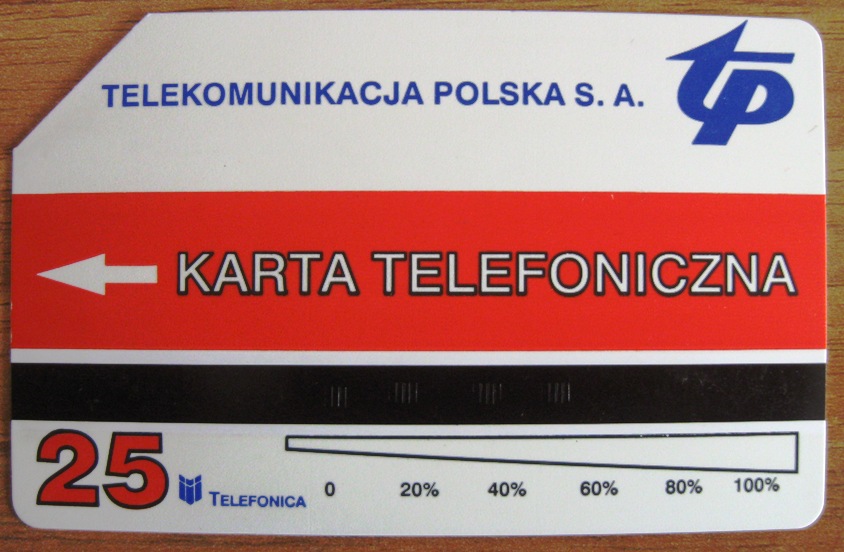 TELEKOMUNIKACJA POLSKA S. A.
tp
KARTA TELEFONICZNA
25
TELEFONICA
0 20% 40% 60% 80% 100%